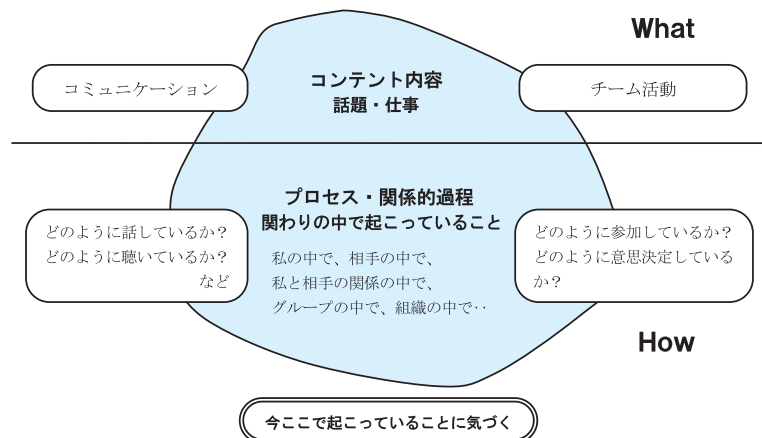 What
コミュニケーション
コンテント内容
話題・仕事
チーム活動
プロセス・関係的過程
関わりの中で起こっていること
どのように話しているか？
どのように聴いているか？
など
私の中で、相手の中で、
私と相手の関係の中で、
グループの中で、組織の中で‥
どのように参加しているか？
どのように意思決定している
か？
How
今ここで起こっていることに気づく